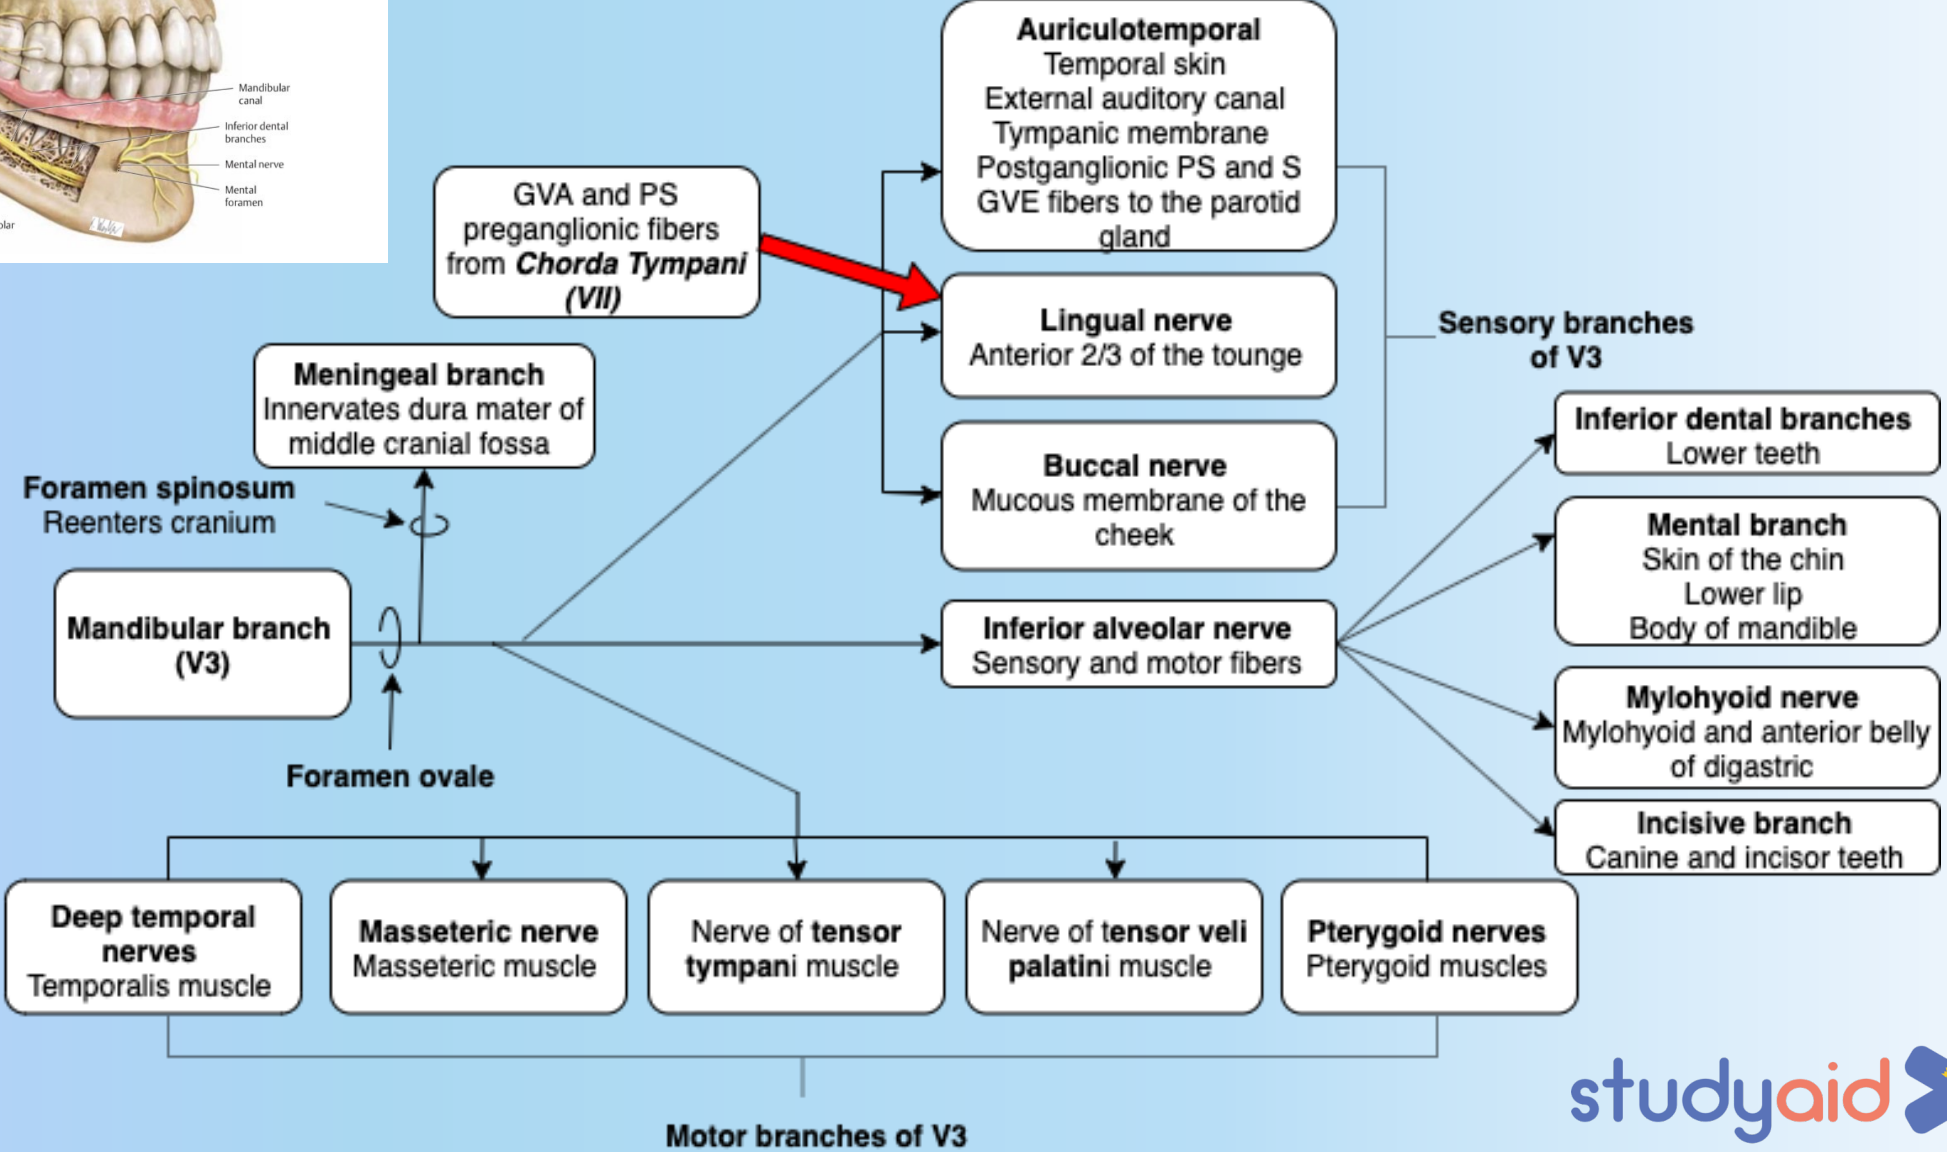 Mandibular
canal
Inferior dental
branches
Mental nerve
Mental
foramen
olar
Auriculotemporal
Temporal skin
External auditory canal
Tympanic membrane
Postganglionic PS and S
GVE fibers to the parotid
gland
GVA and PS
preganglionic fibers
from Chorda Tympani
(VII)
Lingual nerve
Anterior 2/3 of the tounge
Sensory branches
of V3
Meningeal branch
Innervates dura mater of
middle cranial fossa
Buccal nerve
Mucous membrane of the
cheek
Foramen spinosum
Reenters cranium
Inferior dental branches
Lower teeth
Mental branch
Skin of the chin
Lower lip
Body of mandible
Mandibular branch
(V3)
Inferior alveolar nerve
Sensory and motor fibers
Mylohyoid nerve
Mylohyoid and anterior belly
of digastric
Foramen ovale
Incisive branch
Canine and incisor teeth
Deep temporal
nerves
Temporalis muscle
Masseteric nerve
Masseteric muscle
Nerve of tensor
tympani muscle
Nerve of tensor veli
palatini muscle
Pterygoid nerves
Pterygoid muscles
Motor branches of V3
studyaid